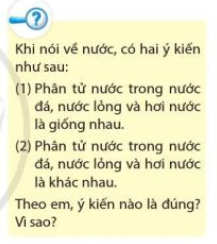 Khi nói về nước, có hai ý kiến
như sau:
(1) Phân tử nước trong nước
đá, nước lỏng và hơi nước
là giống nhau.
(2) Phân tử nước trong nước
đá, nước lỏng và hơi nước
là khác nhau.
Theo em, ý kiến nào là đúng?
Vì sao?